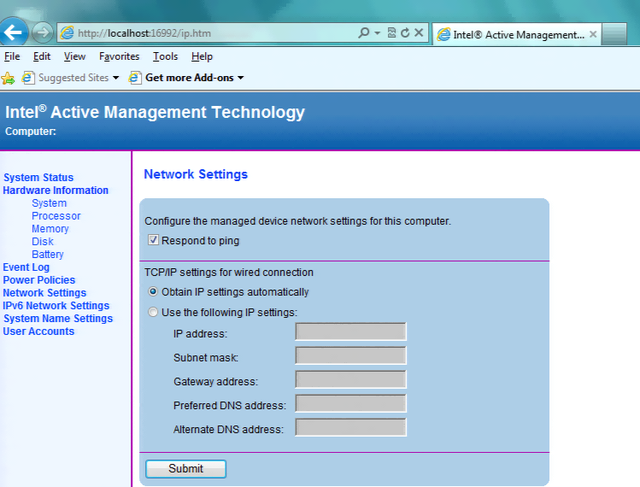 http://localhost:16992/ip.htm
Intel® Active Management...
File Edit View Favorites Tools Help
Suggested Sites Get more Add-ons
Intel® Active Management Technology
Computer:
System Status
Hardware Information
System
Processor
Memory
Disk
Battery
Event Log
Power Policies
Network Settings
IPv6 Network Settings
System Name Settings
User Accounts
Network Settings
Configure the managed device network settings for this computer.
Respond to ping
TCP/IP settings for wired connection
Obtain IP settings automatically
Use the following IP settings:
IP address:
Subnet mask:
Gateway address:
Preferred DNS address:
Alternate DNS address:
Submit